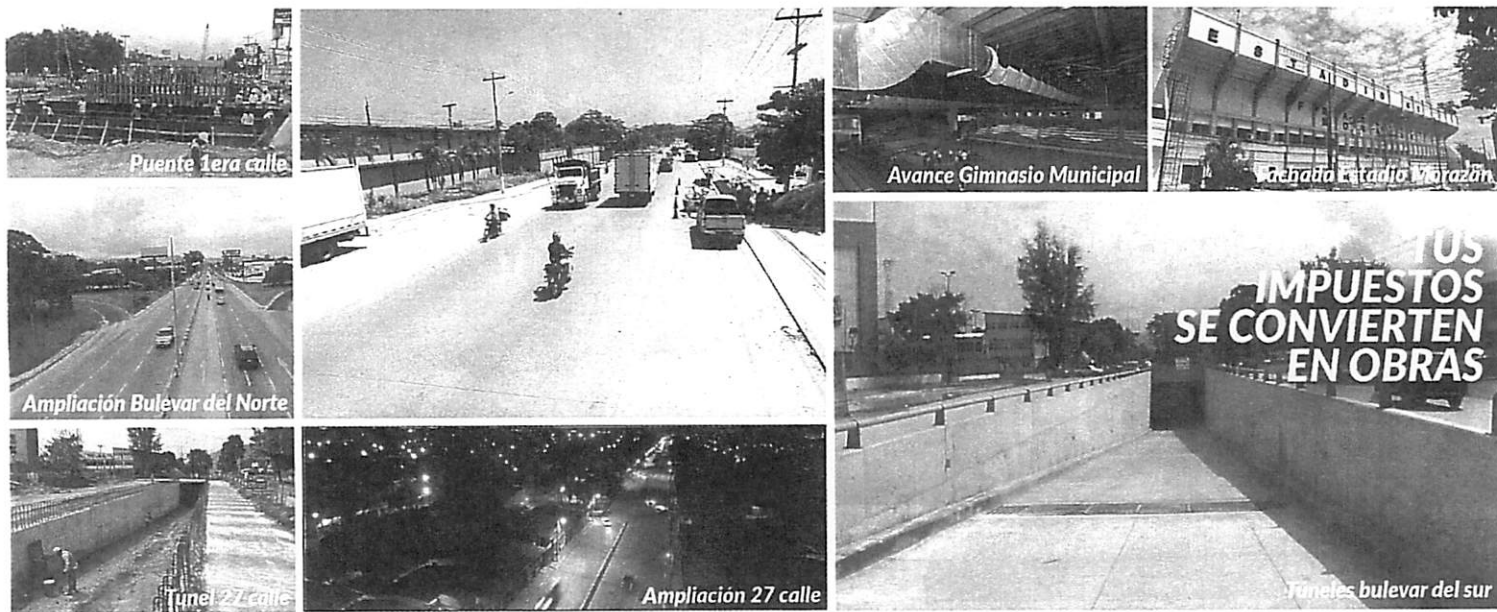 Puente 1era calle
Ampliación Bulevar del Norte
Tunel 27 calle
Ampliación 27 calle
Avance Gimnasio Municipal
ESTADIO
Fachada Estadio Morazán
TUS
IMPUESTOS
SE CONVIERTEN
EN OBRAS
Túneles bulevar del sur